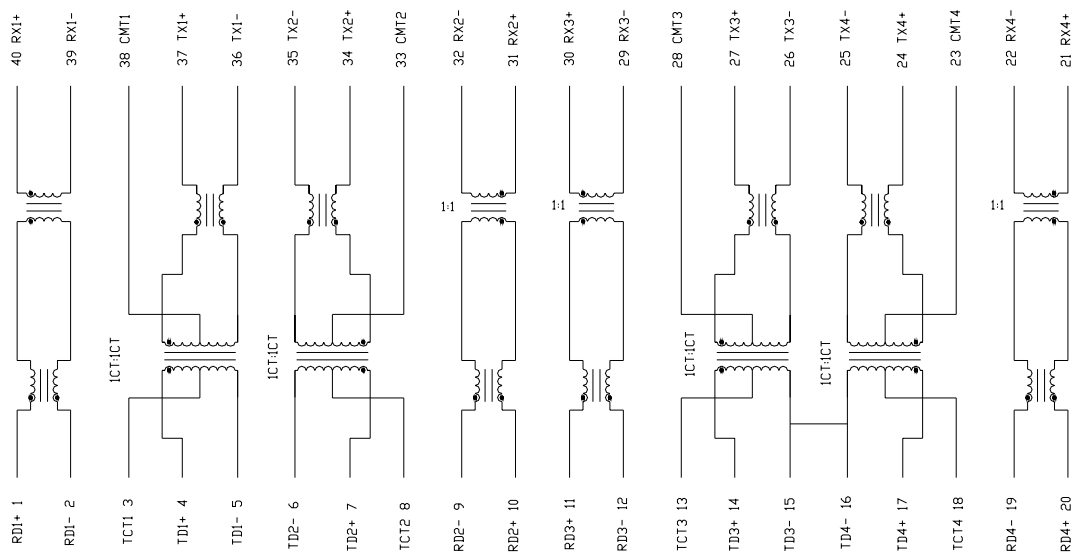 40 RX1+
39 RX1-
38 CMT1
37 TX1+
36 TX1-
35 TX2-
34 TX2+
33 CMT2
32 RX2-
31 RX2+
30 RX3+
29 RX3-
28 CMT3
27 TX3+
26 TX3-
25 TX4-
24 TX4+
23 CMT4
22 RX4-
21 RX4+
1:1
1:1
1:1
1CT:1CT
1CT:1CT
1CT:1CT
1CT:1CT
RD1+ 1
RD1- 2
TCT1 3
TD1+ 4
TD1- 5
TD2- 6
TD2+ 7
TCT2 8
RD2- 9
RD2+ 10
RD3+ 11
RD3- 12
TCT3 13
TD3+ 14
TD3- 15
TD4- 16
TD4+ 17
TCT4 18
RD4- 19
RD4+ 20